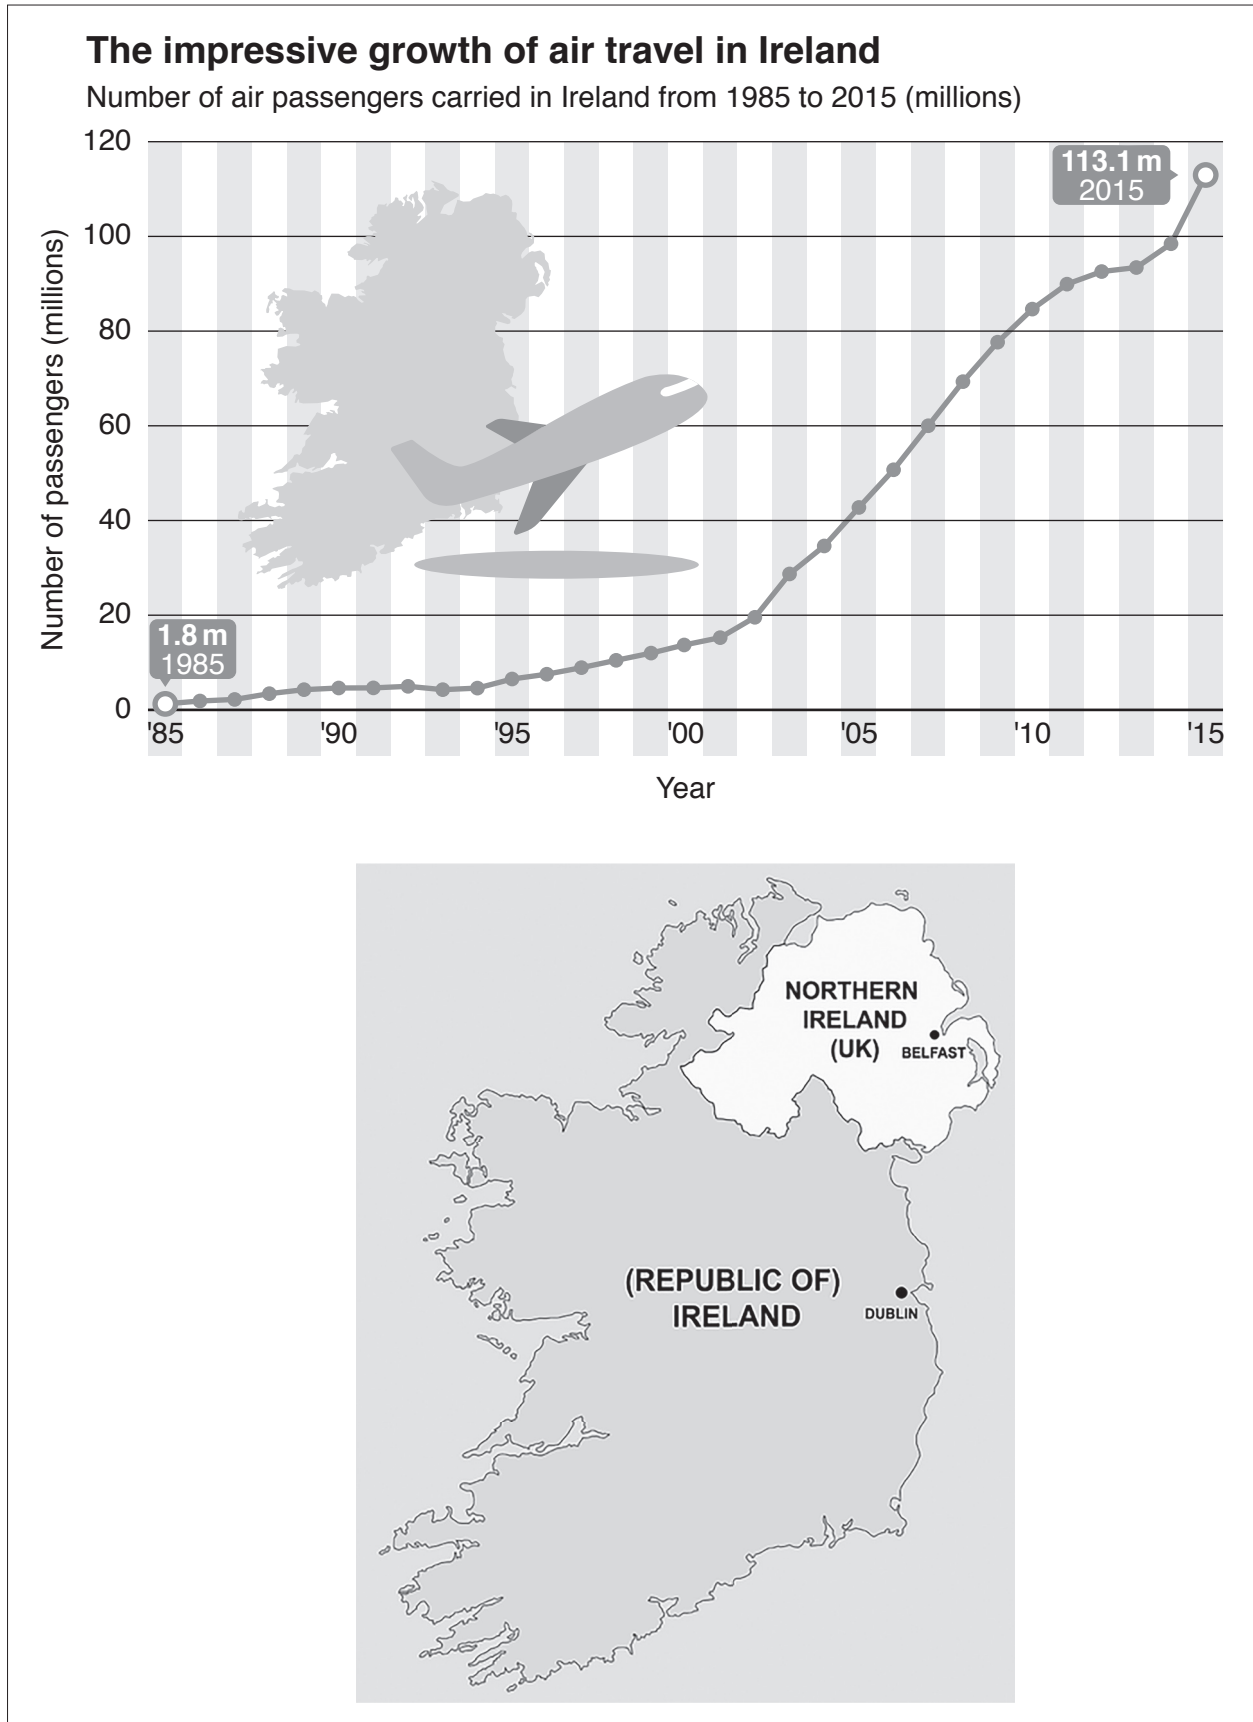 The impressive growth of air travel in Ireland
Number of air passengers carried in Ireland from 1985 to 2015 (millions)
Number of passengers (millions)
120
100
80
60
40
20
0
113.1 m
2015
1.8 m
1985
'85 '90 '95 '00 '05 '10 '15
Year
NORTHERN
IRELAND
(UK)
BELFAST
(REPUBLIC OF)
IRELAND
DUBLIN